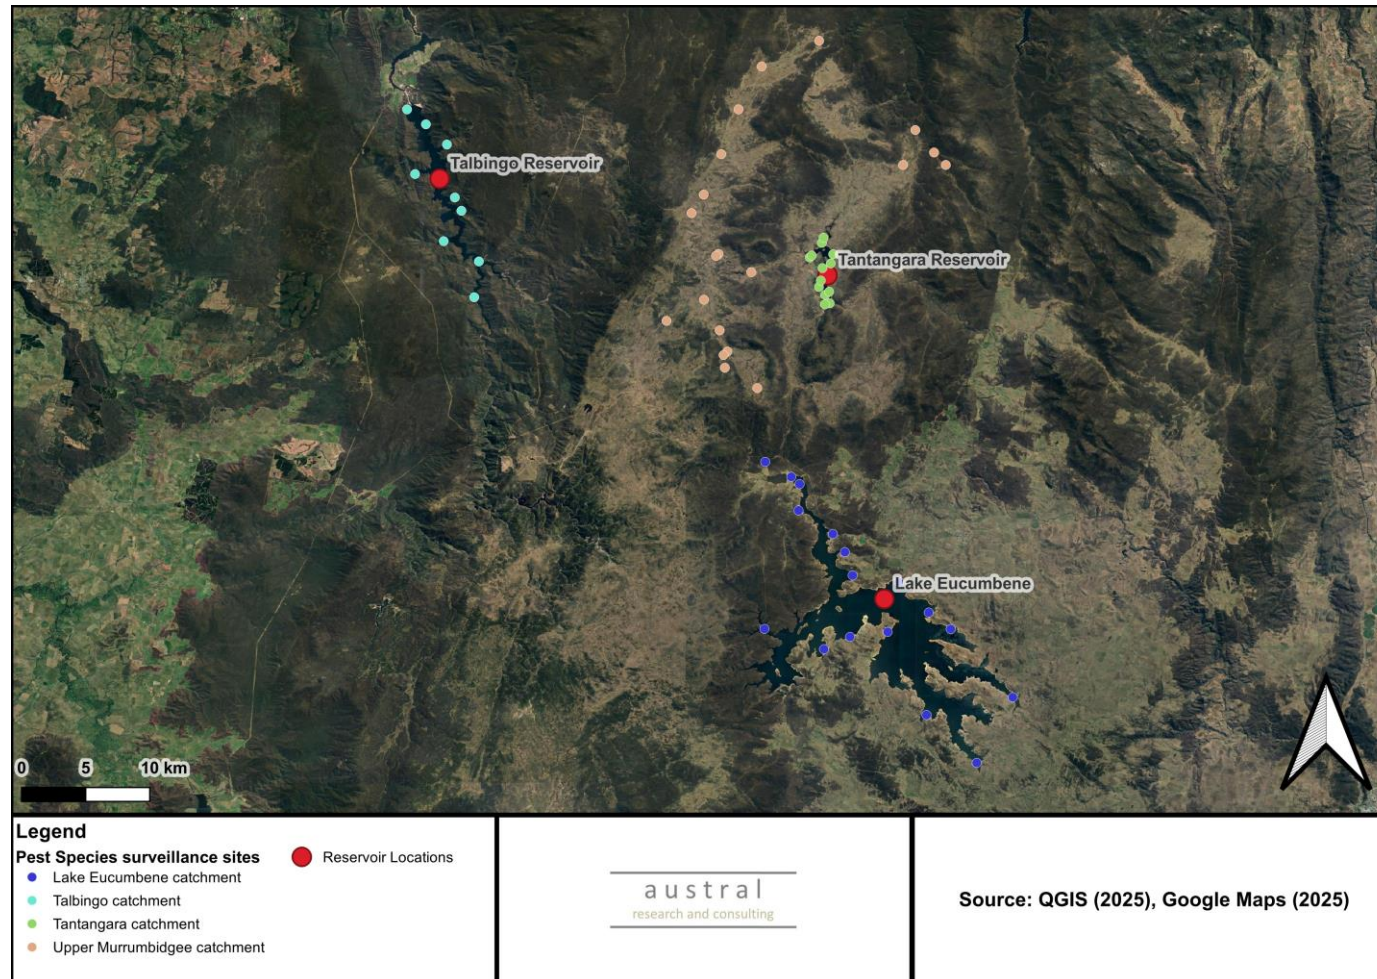 Talbingo Reservoir
Tantangara Reservoir
Lake Eucumbene
0 5 10 km
Legend
Pest Species surveillance sites
Reservoir Locations
Lake Eucumbene catchment
Talbingo catchment
Tantangara catchment
Upper Murrumbidgee catchment
austral
research and consulting
Source: QGIS (2025), Google Maps (2025)